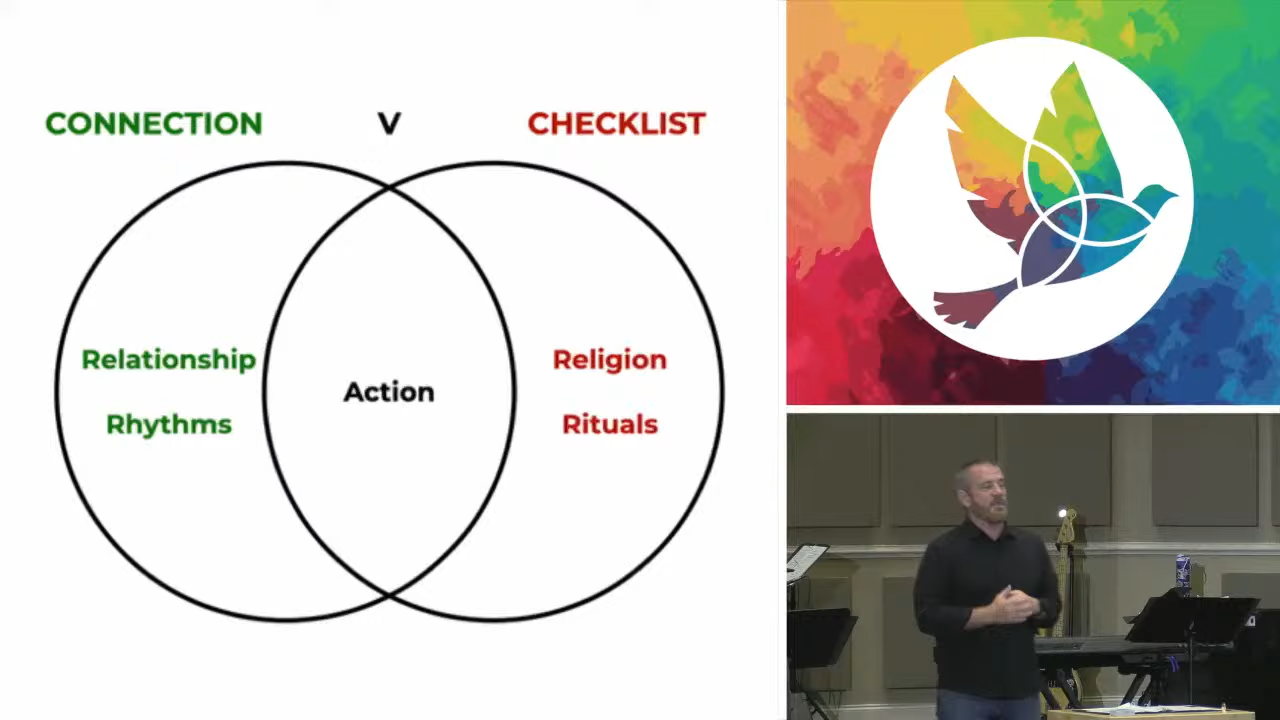 CONNECTION V CHECKLIST
Relationship
Rhythms
Action
Religion
Rituals